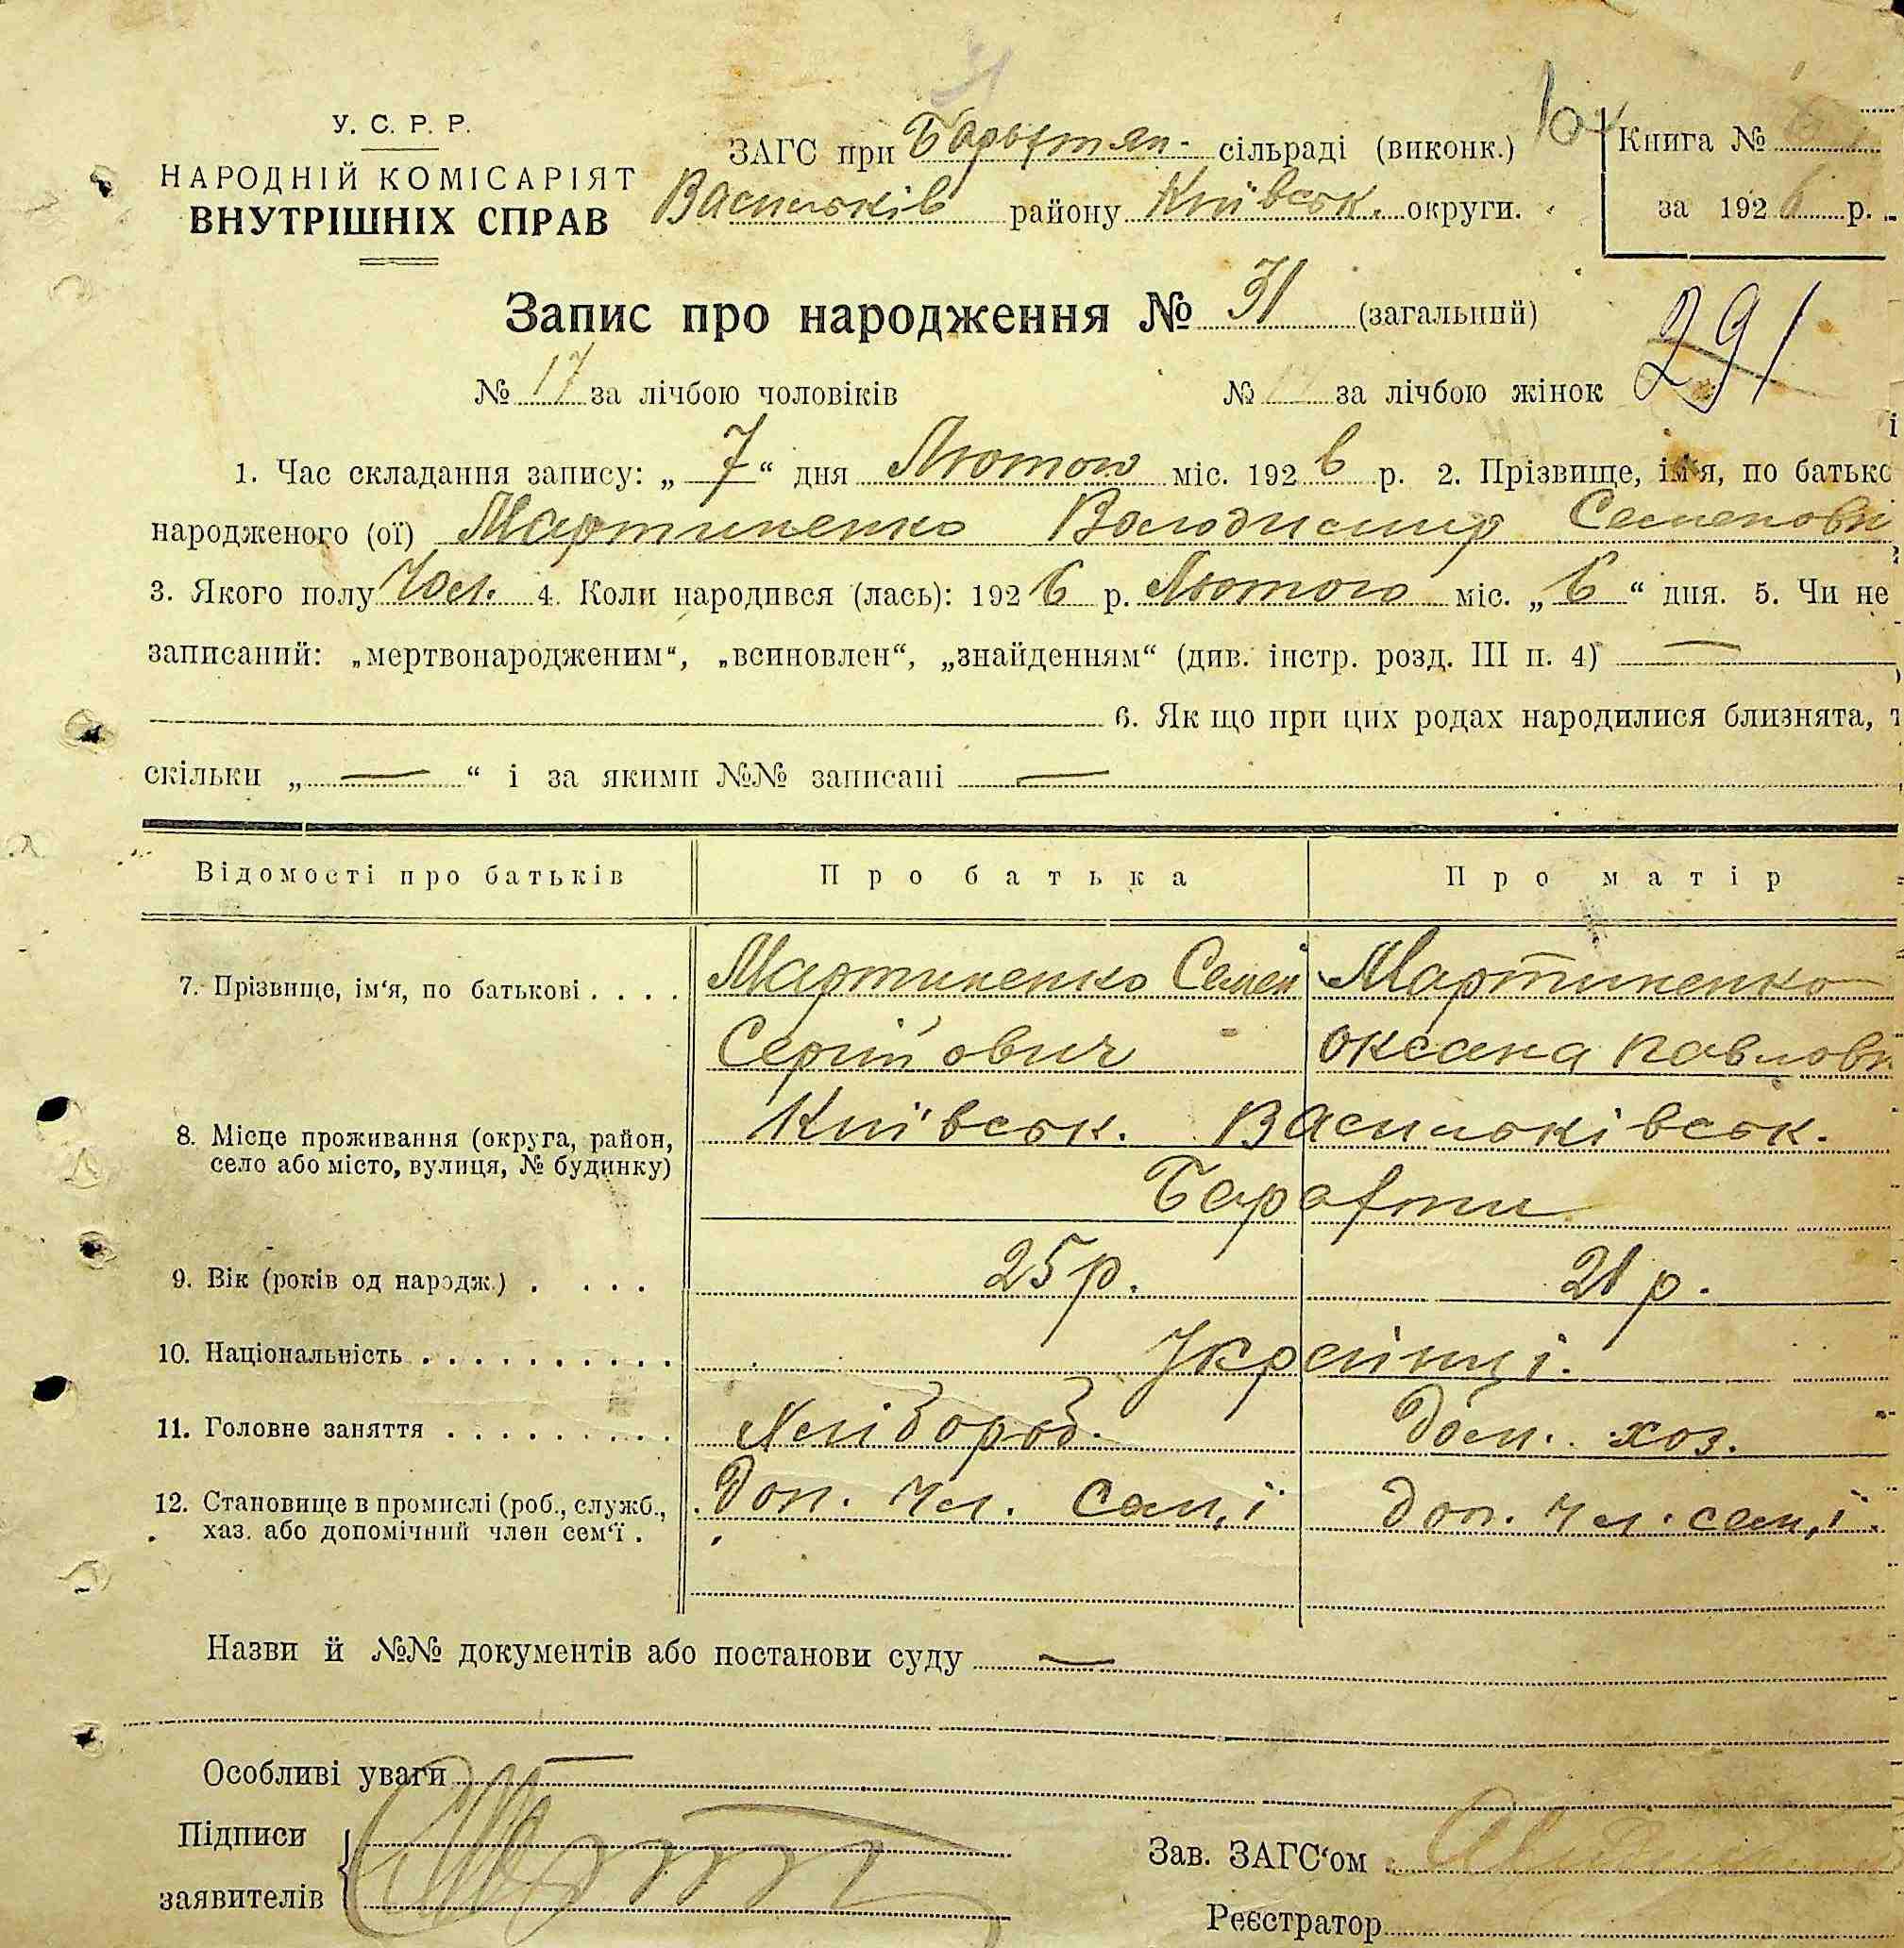 У. С. Р. Р.
НАРОДНІЙ КОМІСАРІЯТ
ВНУТРІШНІХ СПРАВ
ЗАГС при Барахтян. сільраді (виконк.)
Васильків району Київськ. округи.
Книга №
за 1926 р.
Запис про народження № 31 (загальний)
291
№ 17 за лічбою чоловіків № за лічбою жінок
1. Час складання запису: „ 7 “ дня Лютого міс. 1926 р. 2. Прізвище, ім'я, по батько
народженого (ої) Мартиненко Володимир Семенови
3. Якого полу Чол. 4. Коли народився (лась): 1926 р. Лютого міс. „ 6 “ дня. 5. Чи не
записаний: „мертвонародженим“, „всиновлен“, „знайденням“ (див. інстр. розд. III п. 4) —
6. Як що при цих родах народилися близнята, т
скільки „ — “ і за якими №№ записані —
Відомості про батьків Про батька Про матір
7. Прізвище, ім'я, по батькові . . . . Мартиненко Семен Мартиненко
Сергійович Оксана Павловн
8. Місце проживання (округа, район, Київськ. Васильківськ.
село або місто, вулиця, № будинку) Барахти
9. Вік (років од народж.) . . . . 25 р. 21 р.
10. Національність . . . . . . . . . . Українці.
11. Головне заняття . . . . . . . . . Хлібороб. Дом. хоз.
12. Становище в промислі (роб., служб., Доп. чл. сем,ї доп. чл. сем,ї.
хаз. або допомічний член сем'ї .
Назви й №№ документів або постанови суду —
Особливі уваги —
Підписи
заявителів
Зав. ЗАГС'ом
Реєстратор